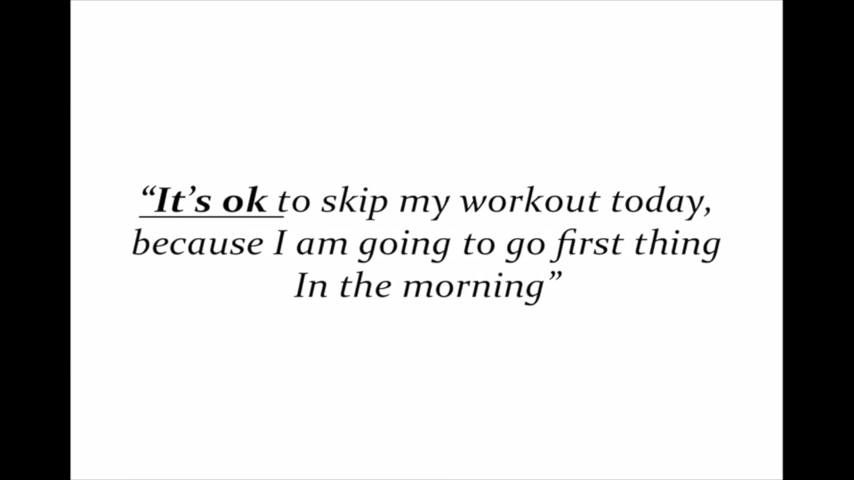 “It’s ok to skip my workout today,
because I am going to go first thing
In the morning”